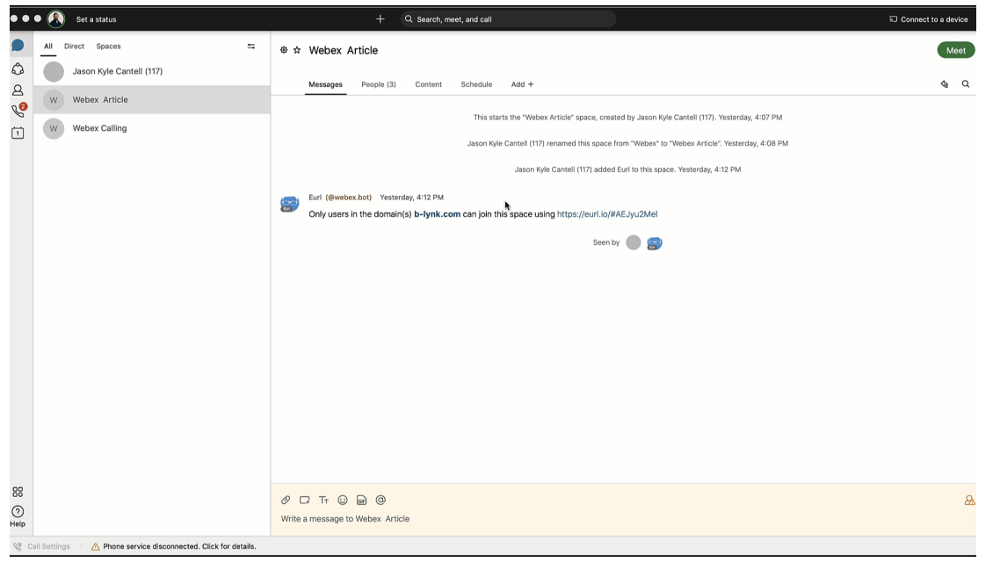 Set a status
Search, meet, and call
Connect to a device
All Direct Spaces
Jason Kyle Cantell (117)
W Webex Article
W Webex Calling
2
1
Help
Webex Article
Meet
Messages People (3) Content Schedule Add +
This starts the "Webex Article" space, created by Jason Kyle Cantell (117). Yesterday, 4:07 PM
Jason Kyle Cantell (117) renamed this space from "Webex" to "Webex Article". Yesterday, 4:08 PM
Jason Kyle Cantell (117) added Eurl to this space. Yesterday, 4:12 PM
Eurl (@webex.bot) Yesterday, 4:12 PM
Bot
Only users in the domain(s) b-lynk.com can join this space using https://eurl.io/#AEJyu2MeI
Seen by
Bot
Tт GIF @
Write a message to Webex Article
Call Settings Phone service disconnected. Click for details.